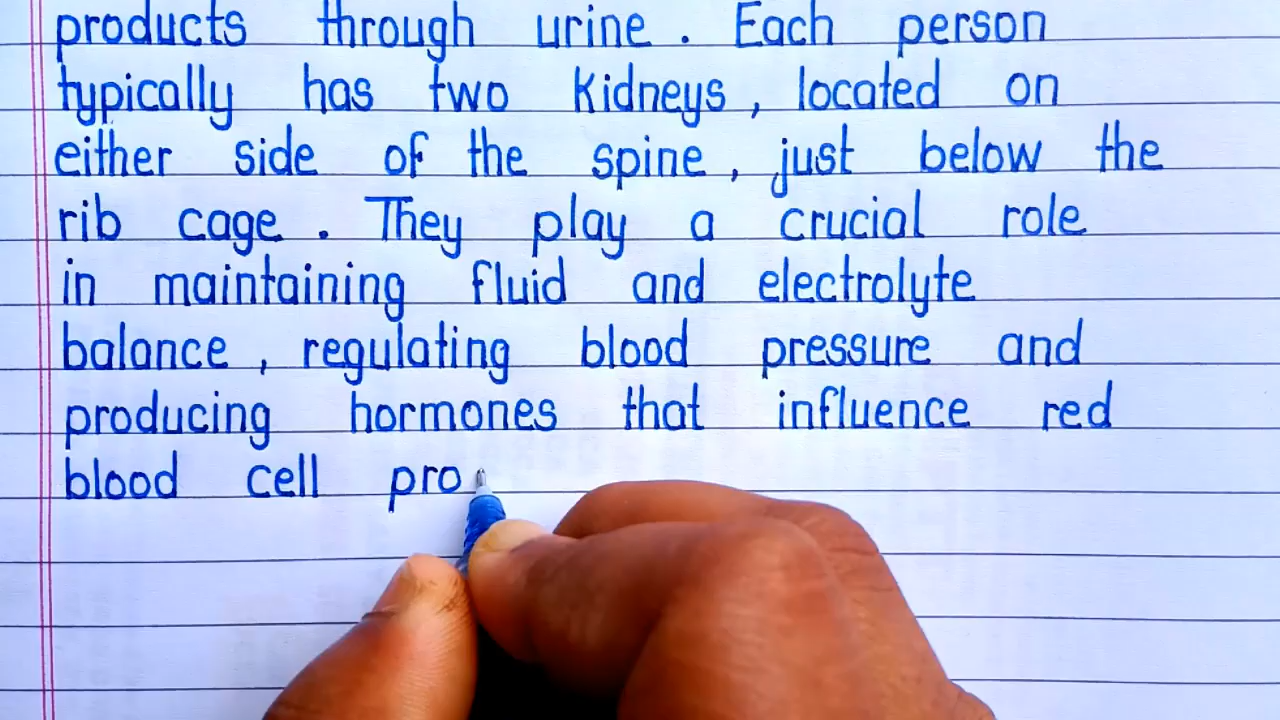 products through urine. Each person
typically has two kidneys, located on
either side of the spine, just below the
rib cage. They play a crucial role
in maintaining fluid and electrolyte
balance, regulating blood pressure and
producing hormones that influence red
blood cell pro